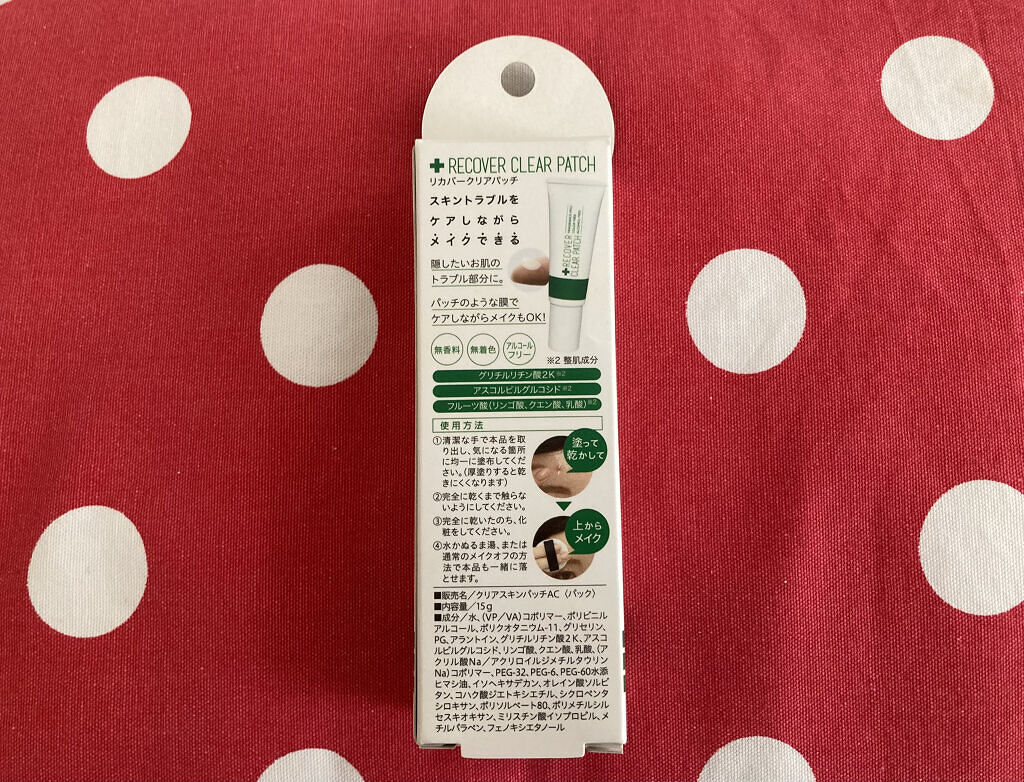 RECOVER CLEAR PATCH
リカバークリアパッチ
スキントラブルを
ケアしながら
メイクできる
隠したいお肌の
トラブル部分に。
パッチのような膜で
ケアしながらメイクもOK!
RECOVER
CLEAR PATCH
無香料
無着色
アルコール
フリー
※2 整肌成分
グリチルリチン酸2K※2
アスコルビルグルコシド※2
フルーツ酸(リンゴ酸、クエン酸、乳酸)※2
使用方法
①清潔な手で本品を取
り出し、気になる箇所
に均一に塗布してくだ
さい。(厚塗りすると乾
きにくくなります)
②完全に乾くまで触らな
いようにしてください。
③完全に乾いたのち、化
粧をしてください。
④水かぬるま湯、または
通常のメイクオフの方
法で本品も一緒に落
とせます。
塗って
乾かして
上から
メイク
■販売名/クリアスキンパッチAC〈パック〉
■内容量/15g
■成分/水、(VP/VA)コポリマー、ポリビニル
アルコール、ポリクオタニウム-11、グリセリン、
PG、アラントイン、グリチルリチン酸2K、アスコ
ルビルグルコシド、リンゴ酸、クエン酸、乳酸、(ア
クリル酸Na/アクリロイルジメチルタウリン
Na)コポリマー、PEG-32、PEG-6、PEG-60水添
ヒマシ油、イソヘキサデカン、オレイン酸ソルビ
タン、コハク酸ジエトキシエチル、シクロペンタ
シロキサン、ポリソルベート80、ポリメチルシル
セスキオキサン、ミリスチン酸イソプロピル、メ
チルパラベン、フェノキシエタノール